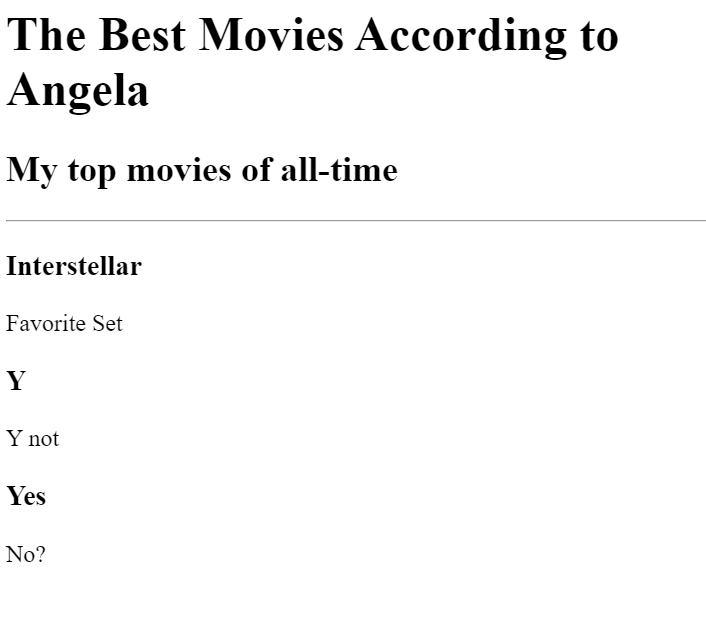 The Best Movies According to
Angela
My top movies of all-time
Interstellar
Favorite Set
Y
Y not
Yes
No?